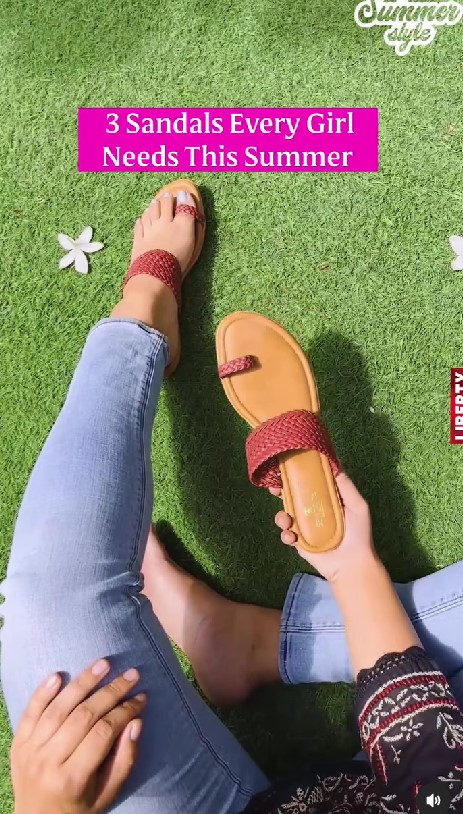 Summer
style
3 Sandals Every Girl
Needs This Summer
LIBERTY